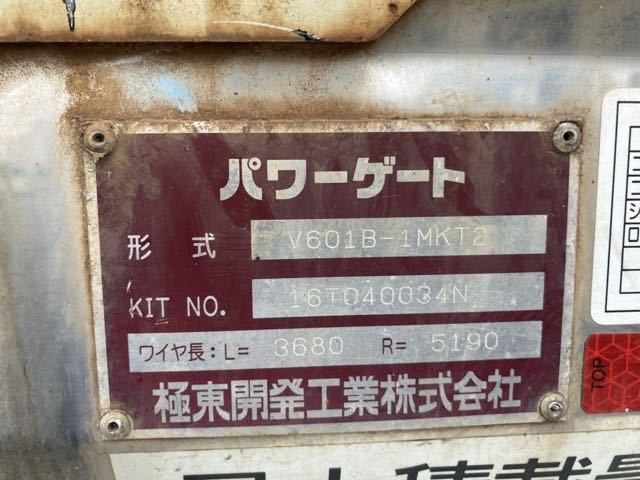 パワーゲート
形式 V601B-1MKT2
KIT NO. 16T040034N
ワイヤ長:L= 3680 R= 5190
極東開発工業株式会社
TOP